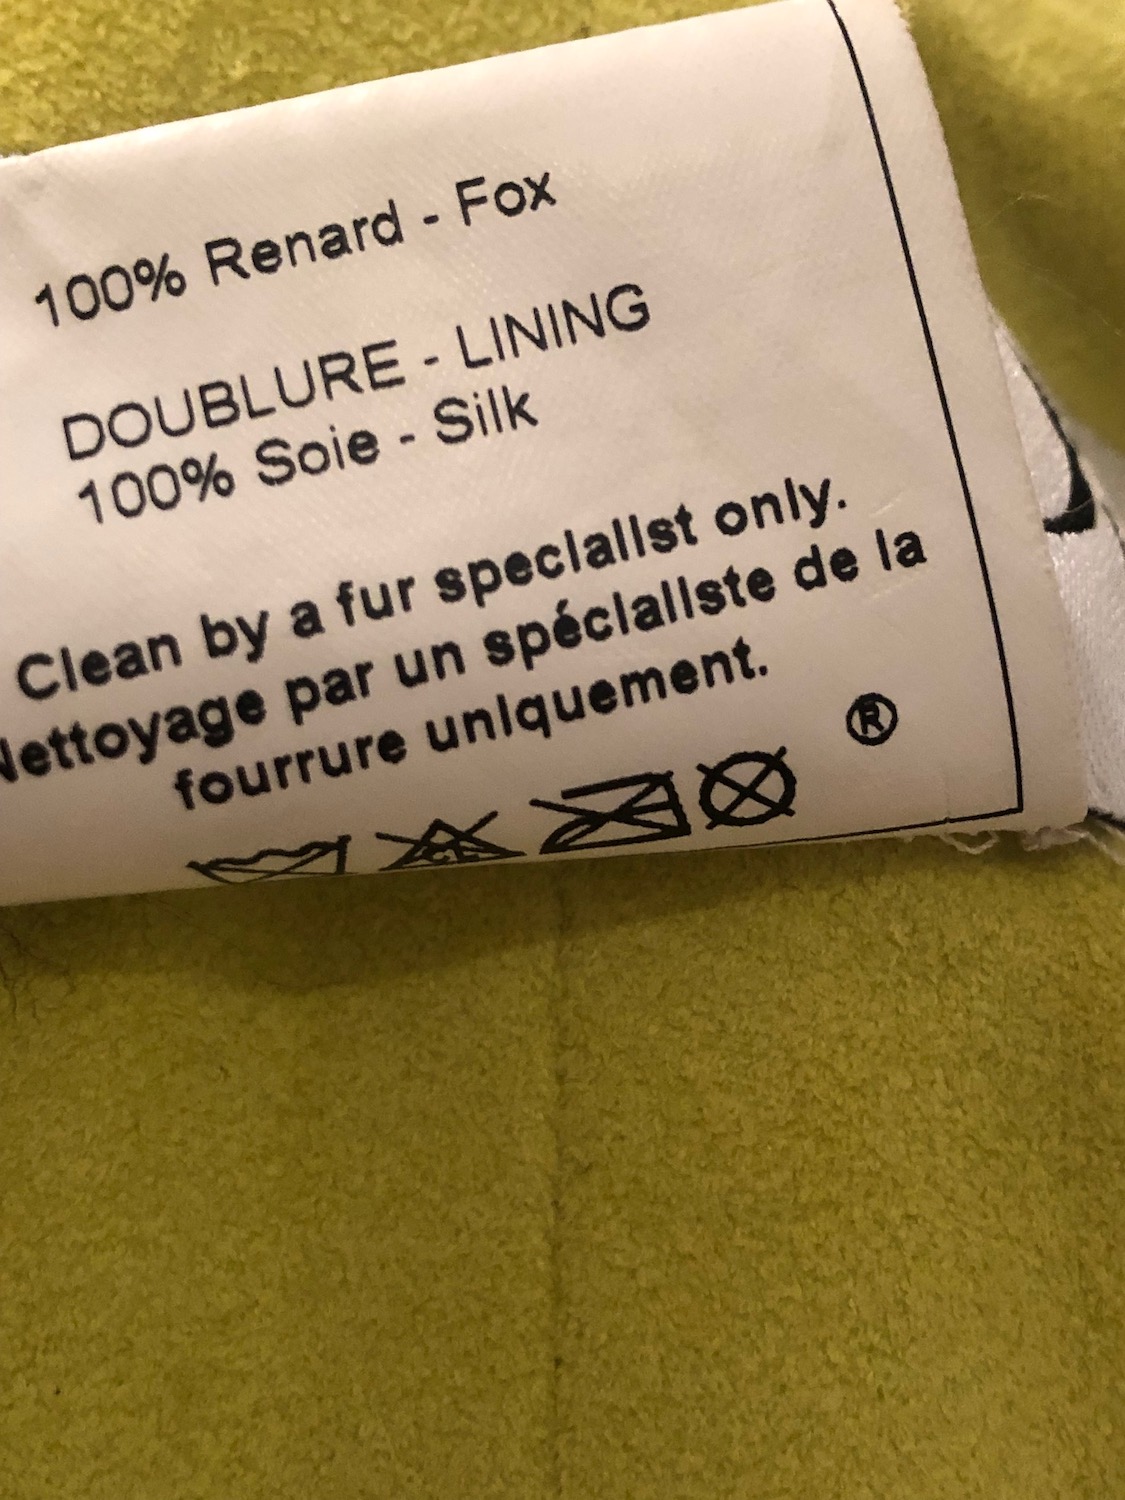 100% Renard - Fox
DOUBLURE - LINING
100% Soie - Silk
Clean by a fur specialist only.
Nettoyage par un spécialiste de la
fourrure uniquement.
®
CL